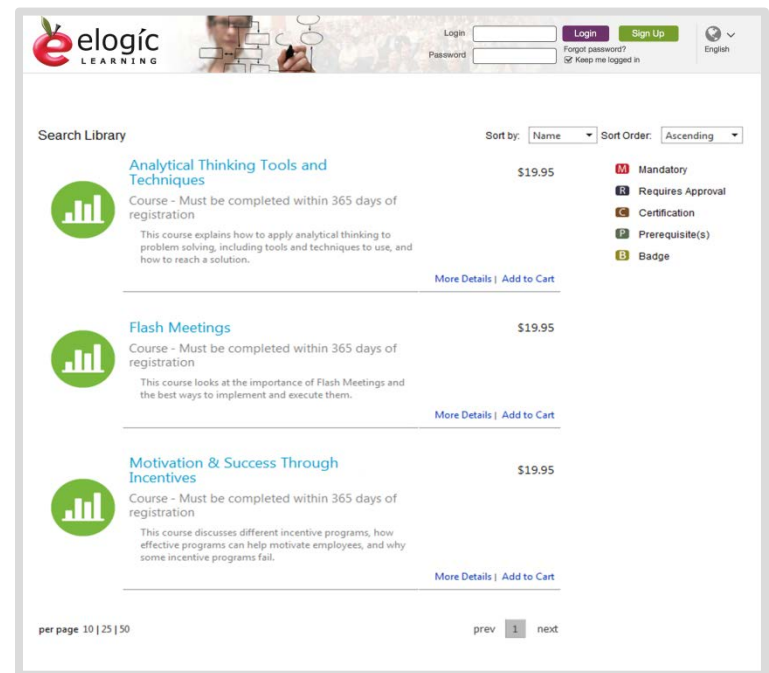 elogic
LEARNING
Login
Login
Sign Up
Password
Forgot password?
Keep me logged in
English
Search Library
Sort by: Name Sort Order: Ascending
Analytical Thinking Tools and
Techniques
$19.95
Course - Must be completed within 365 days of
registration
This course explains how to apply analytical thinking to
problem solving, including tools and techniques to use, and
how to reach a solution.
More Details | Add to Cart
M Mandatory
R Requires Approval
C Certification
P Prerequisite(s)
B Badge
Flash Meetings
$19.95
Course - Must be completed within 365 days of
registration
This course looks at the importance of Flash Meetings and
the best ways to implement and execute them.
More Details | Add to Cart
Motivation & Success Through
Incentives
$19.95
Course - Must be completed within 365 days of
registration
This course discusses different incentive programs, how
effective programs can help motivate employees, and why
some incentive programs fail.
More Details | Add to Cart
per page 10 | 25 | 50
prev 1 next